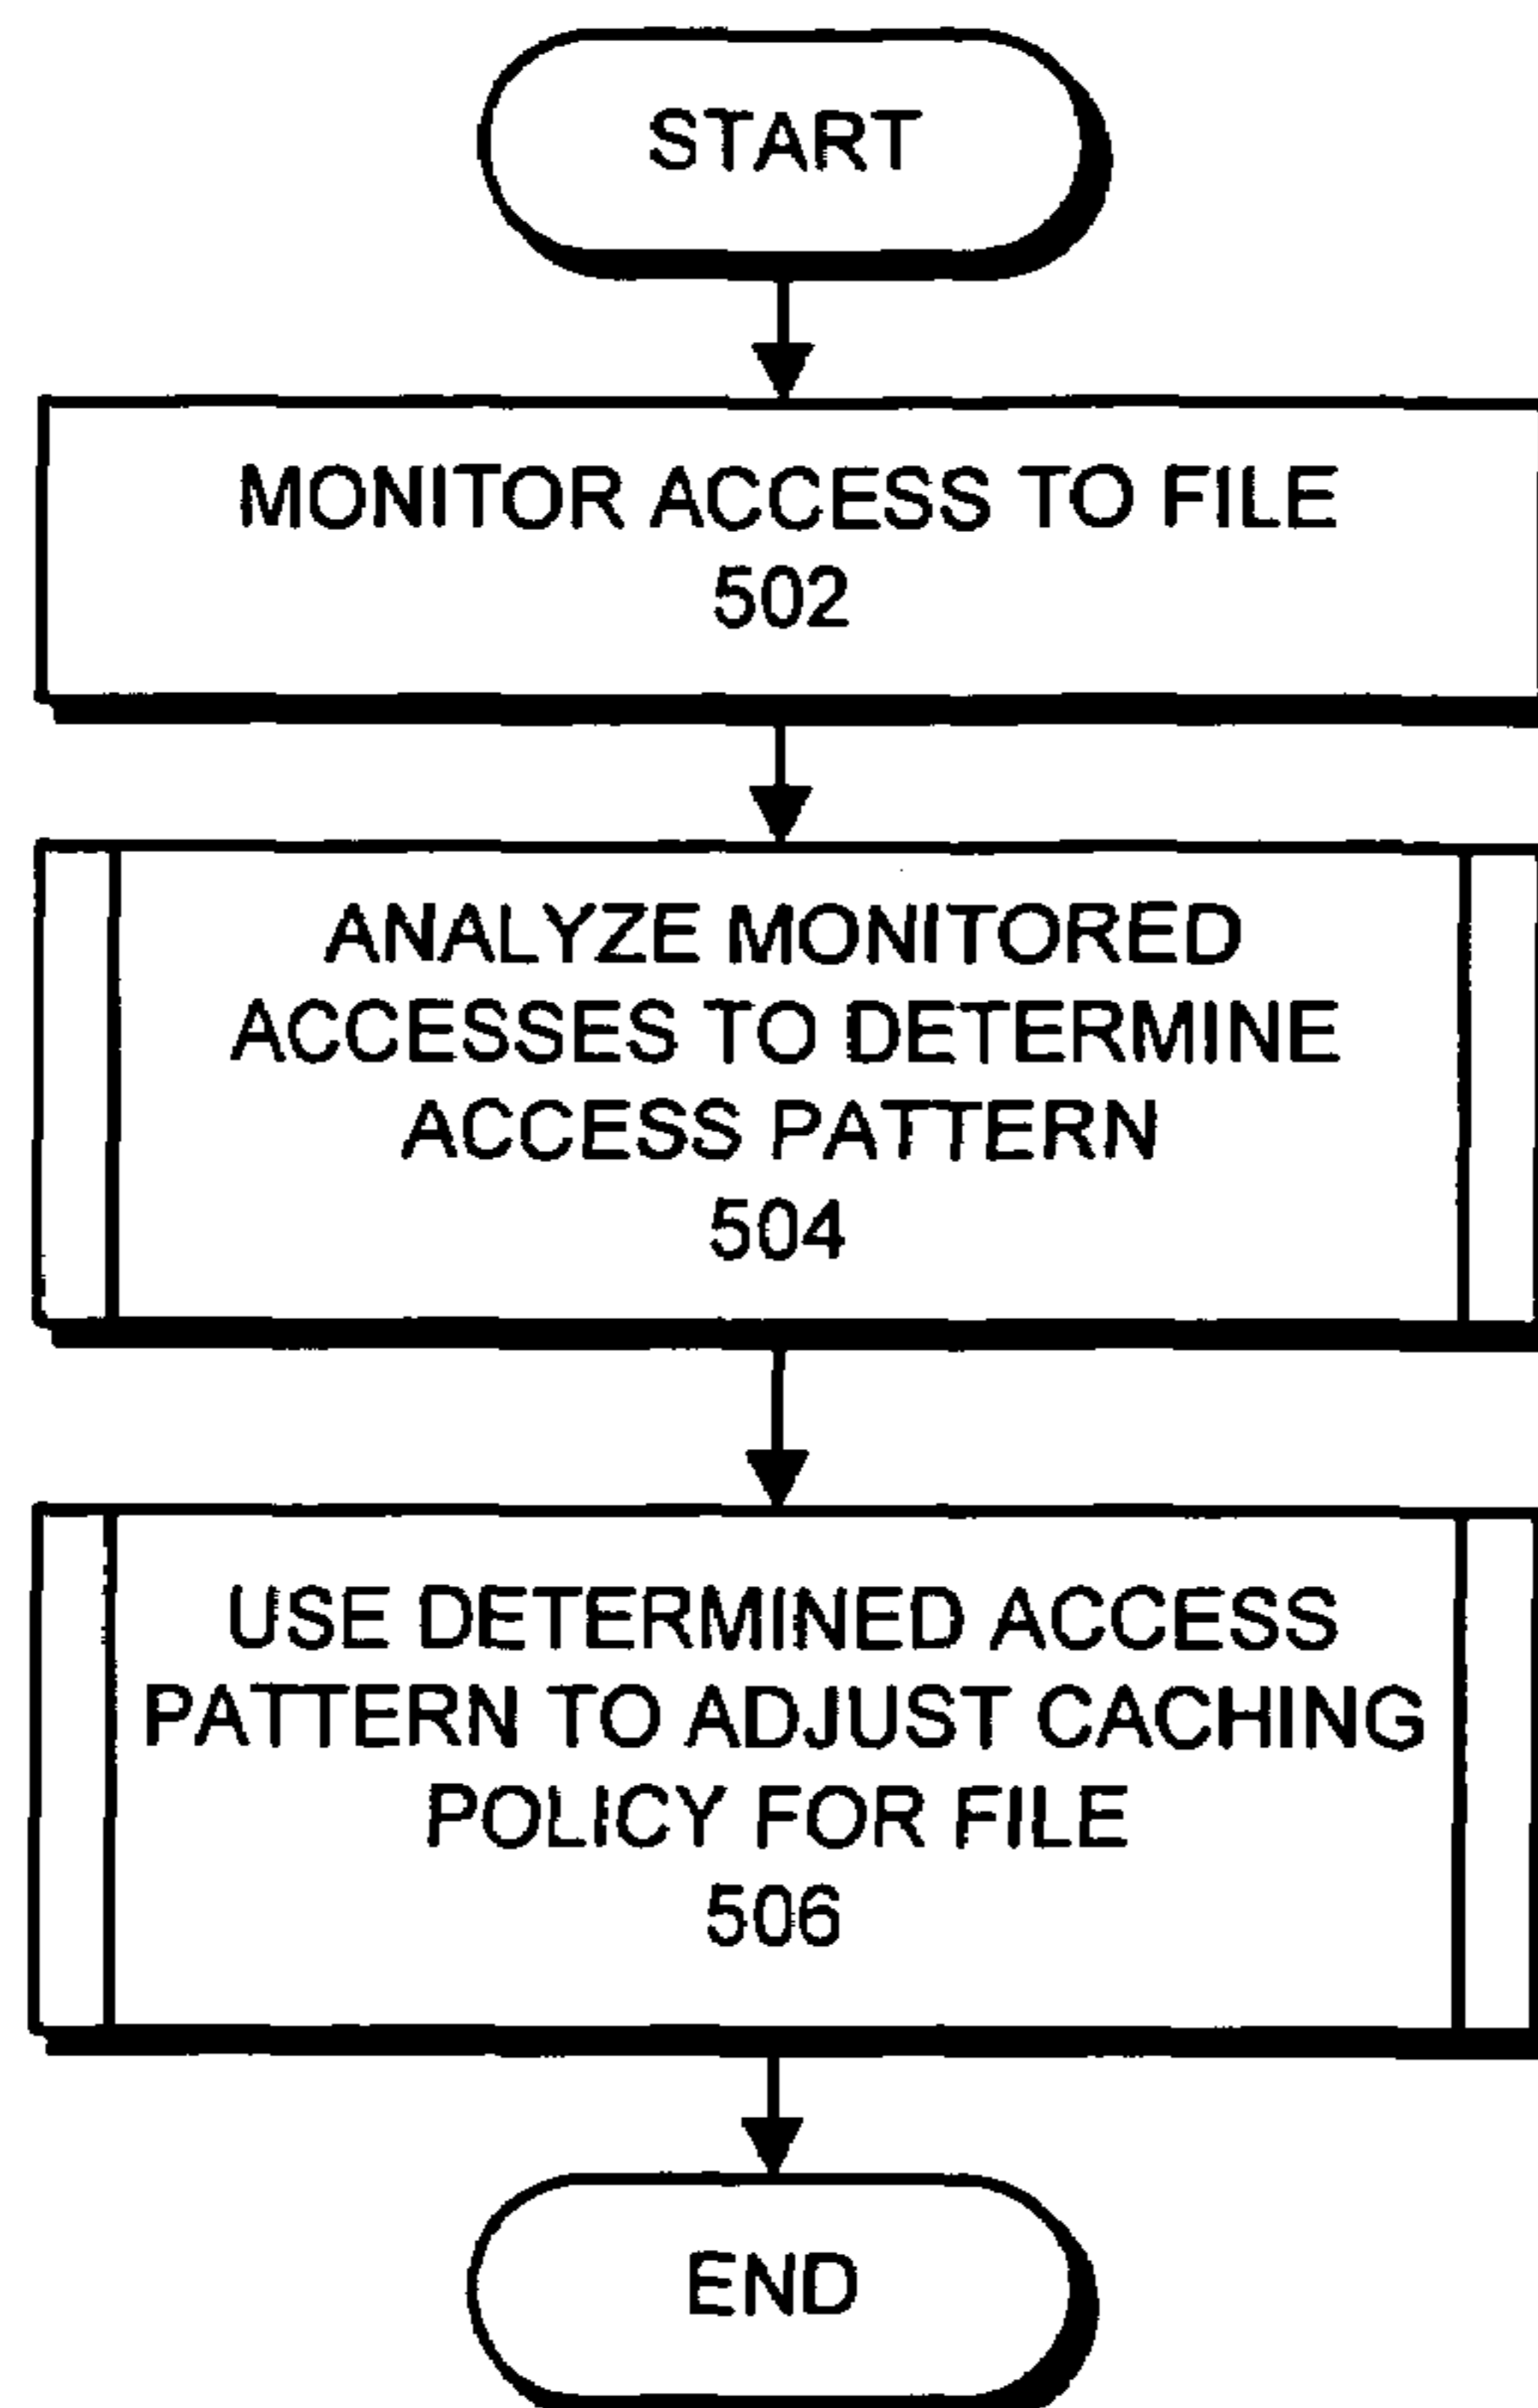 START
MONITOR ACCESS TO FILE
502
ANALYZE MONITORED
ACCESSES TO DETERMINE
ACCESS PATTERN
504
USE DETERMINED ACCESS
PATTERN TO ADJUST CACHING
POLICY FOR FILE
506
END